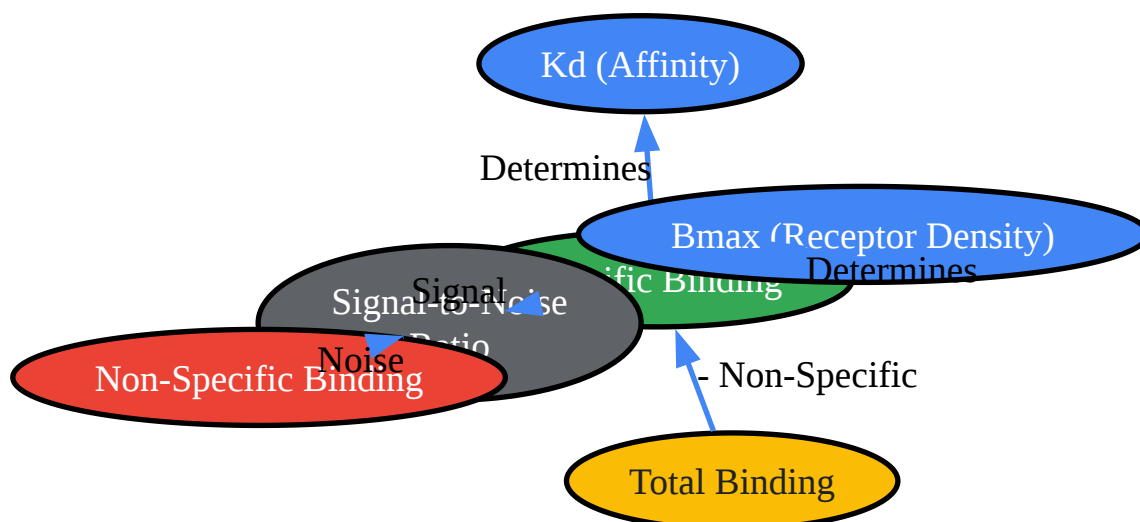 Kd (Affinity)
Determines
Bmax (Receptor Density)
Determines
Binding
Signal
Signal-to-Noise
Ratio
Noise
Non-Specific Binding
- Non-Specific
Total Binding